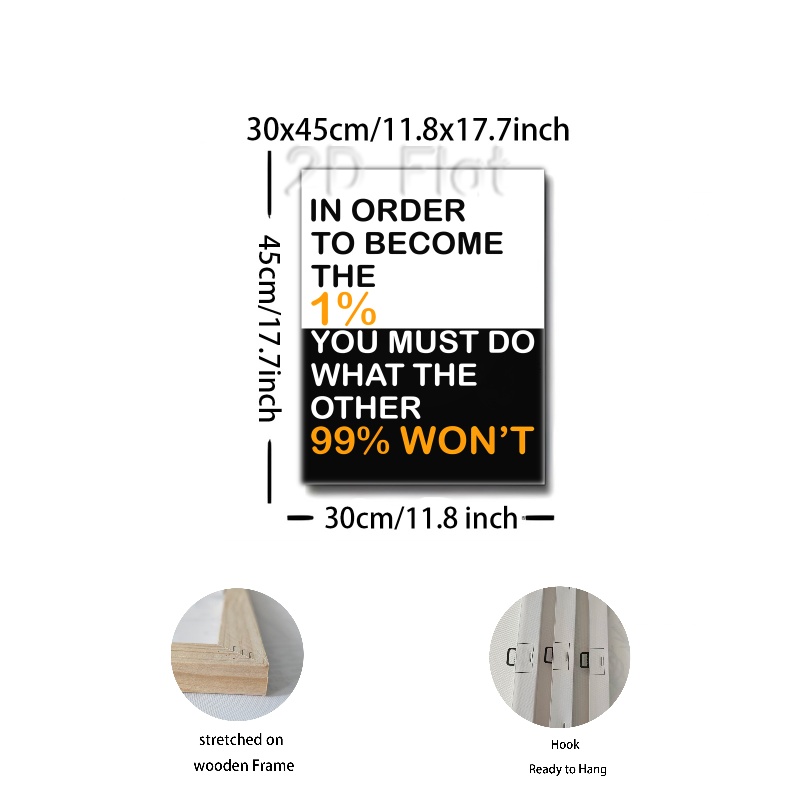 30x45cm/11.8x17.7inch
2D Flat
IN ORDER
TO BECOME
THE
1%
YOU MUST DO
WHAT THE
OTHER
99% WON'T
45cm/17.7inch
30cm/11.8 inch
stretched on
wooden Frame
Hook
Ready to Hang